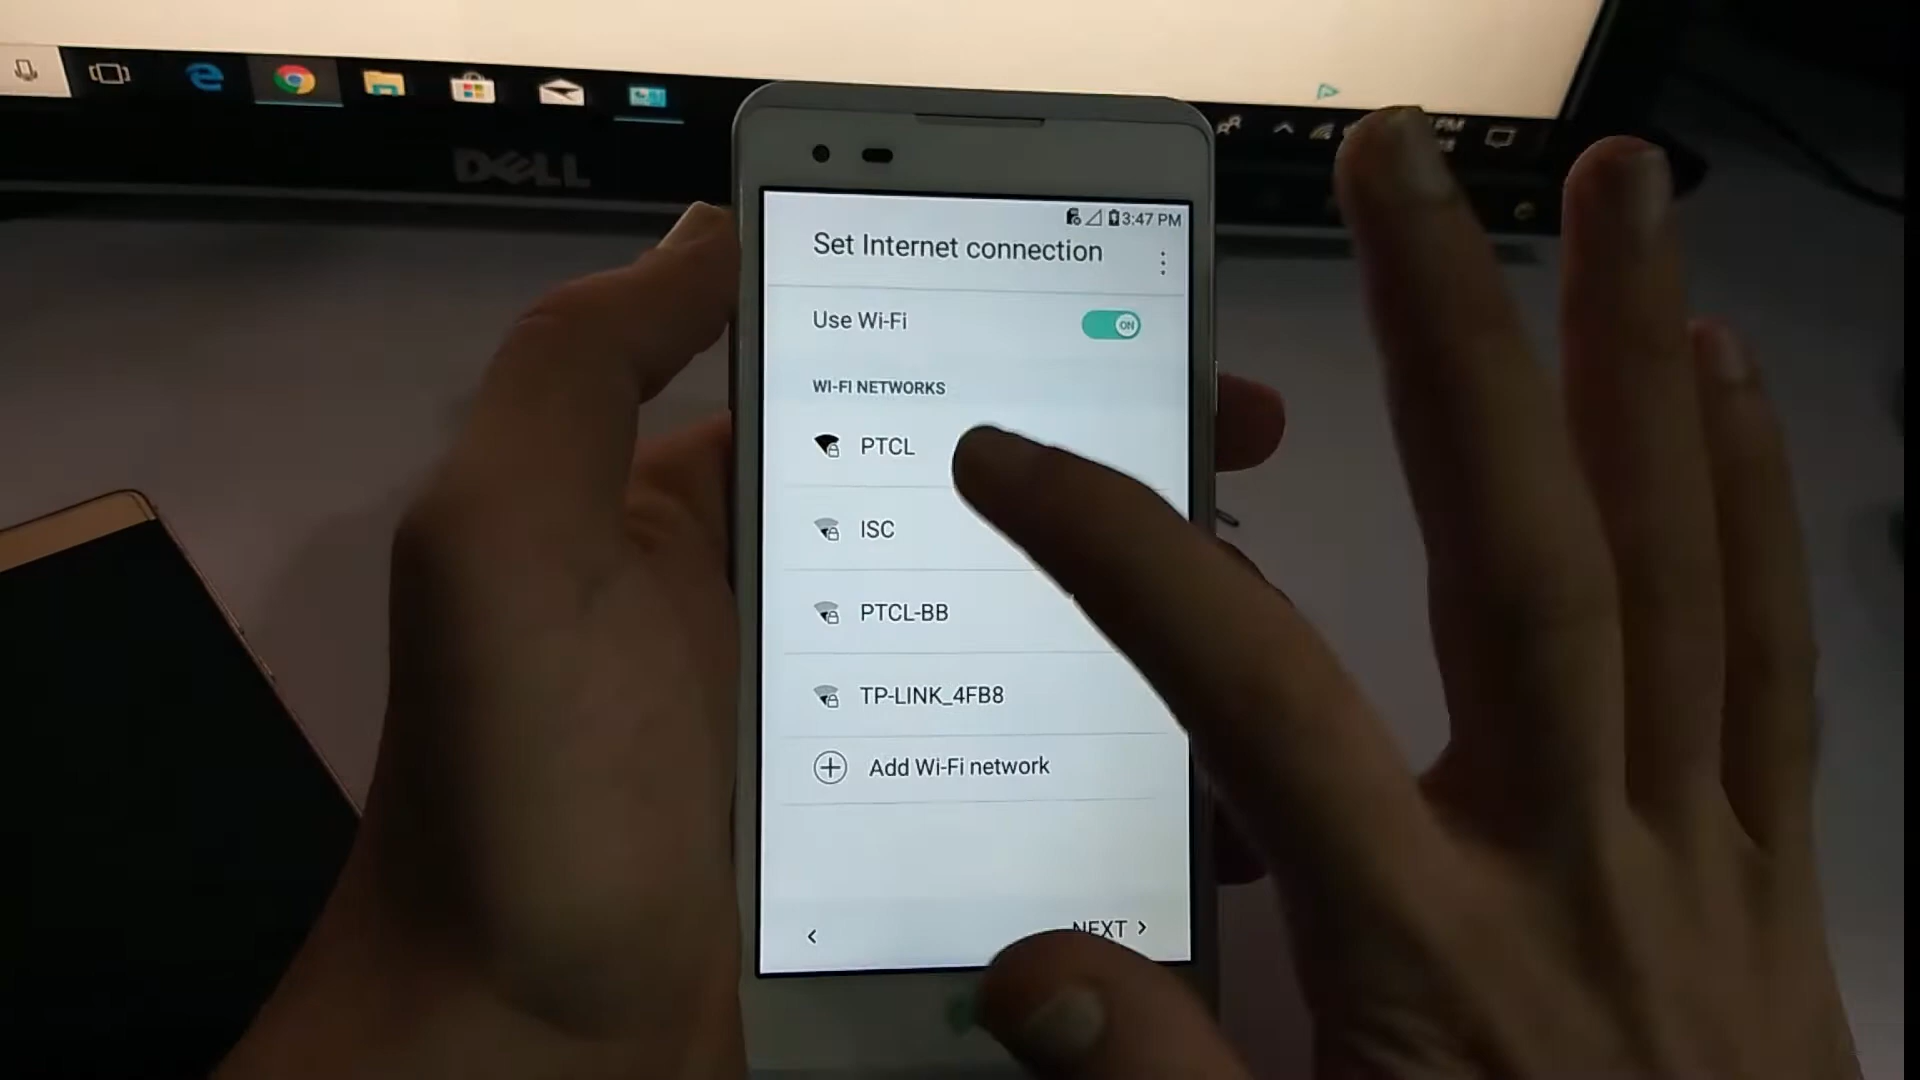 DELL
3:47 PM
Set Internet connection
Use Wi-Fi
ON
WI-FI NETWORKS
PTCL
ISC
PTCL-BB
TP-LINK_4FB8
Add Wi-Fi network
NEXT
PM